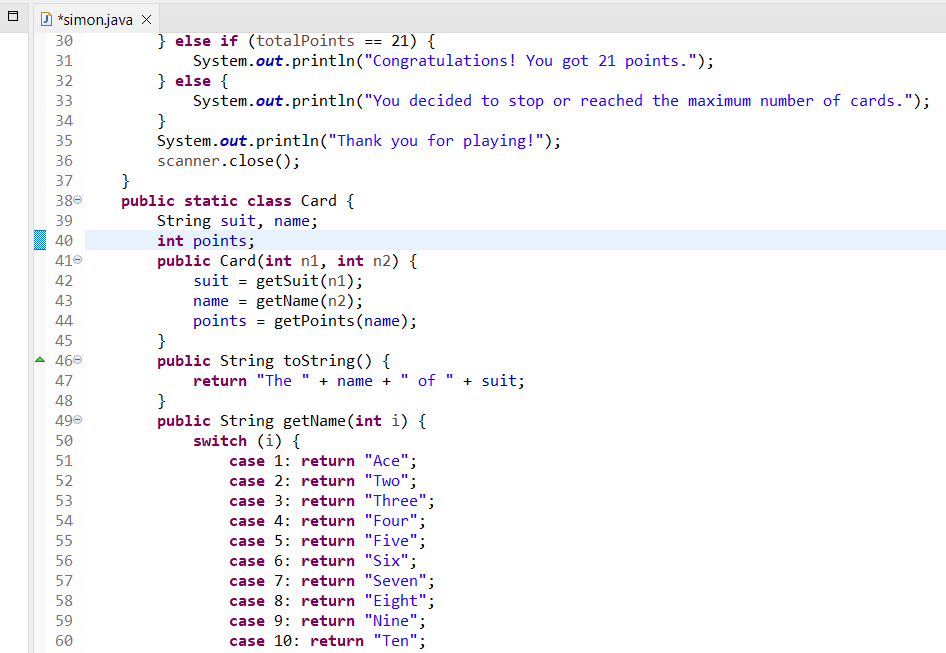 *simon.java
30 } else if (totalPoints == 21) {
31 System.out.println("Congratulations! You got 21 points.");
32 } else {
33 System.out.println("You decided to stop or reached the maximum number of cards.");
34 }
35 System.out.println("Thank you for playing!");
36 scanner.close();
37 }
38 public static class Card {
39 String suit, name;
40 int points;
41 public Card(int n1, int n2) {
42 suit = getSuit(n1);
43 name = getName(n2);
44 points = getPoints(name);
45 }
46 public String toString() {
47 return "The " + name + " of " + suit;
48 }
49 public String getName(int i) {
50 switch (i) {
51 case 1: return "Ace";
52 case 2: return "Two";
53 case 3: return "Three";
54 case 4: return "Four";
55 case 5: return "Five";
56 case 6: return "Six";
57 case 7: return "Seven";
58 case 8: return "Eight";
59 case 9: return "Nine";
60 case 10: return "Ten";